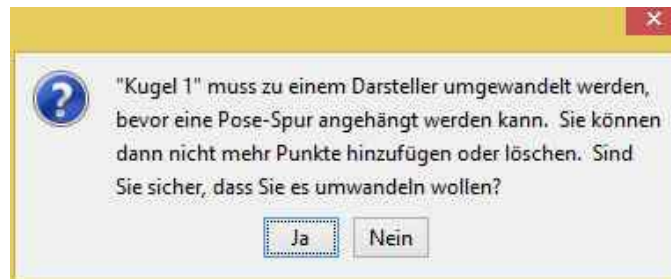 "Kugel 1" muss zu einem Darsteller umgewandelt werden,
bevor eine Pose-Spur angehängt werden kann. Sie können
dann nicht mehr Punkte hinzufügen oder löschen. Sind
Sie sicher, dass Sie es umwandeln wollen?
Ja Nein